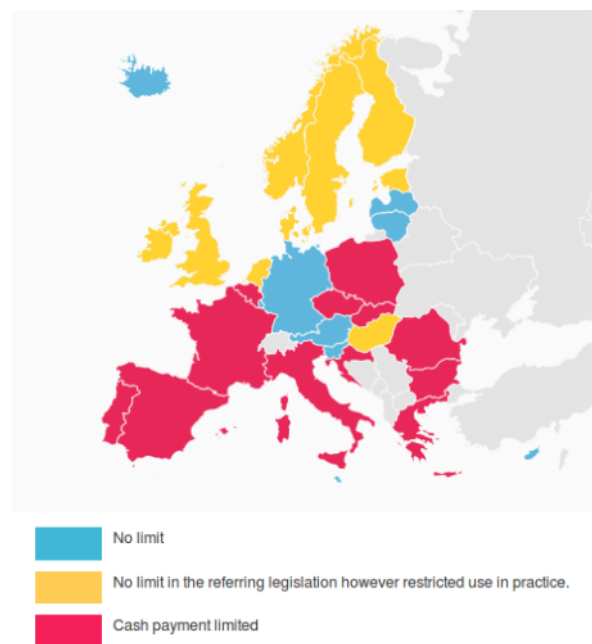 No limit
No limit in the referring legislation however restricted use in practice.
Cash payment limited